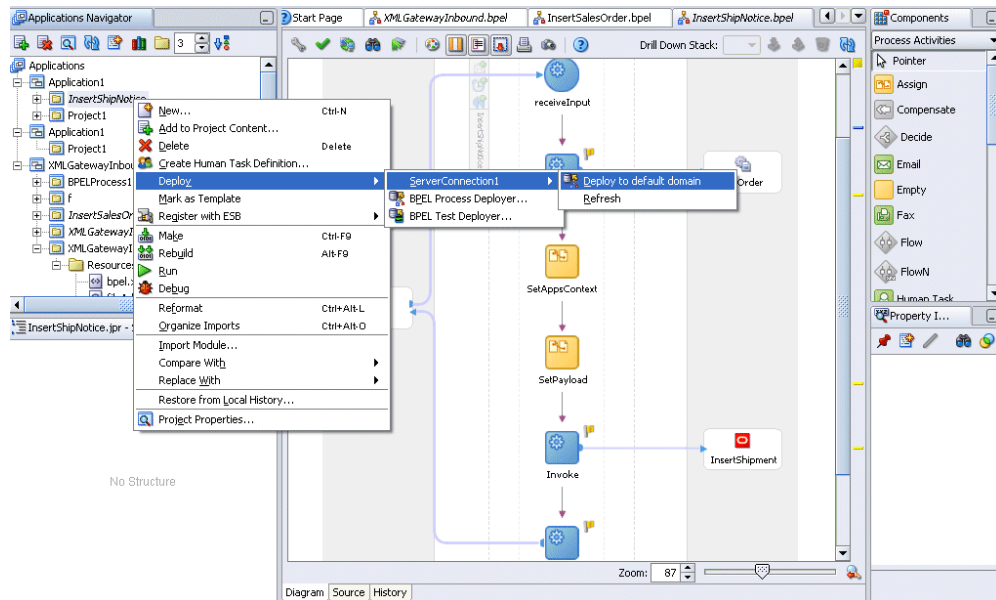 Applications Navigator
Start Page
XMLGatewayInbound.bpel
InsertSalesOrder.bpel
InsertShipNotice.bpel
Components
3
Drill Down Stack:
Process Activities
Applications
Application1
InsertShipNotice
Project1
Application1
Project1
XMLGatewayInbou
BPELProcess1
f
InsertSalesOr
XMLGatewayI
XMLGatewayI
Resources
bpel.x
InsertShipNotice.jpr - S
No Structure
New... Ctrl-N
Add to Project Content...
Delete Delete
Create Human Task Definition...
Deploy
Mark as Template
Register with ESB
Make Ctrl-F9
Rebuild Alt-F9
Run
Debug
Reformat Ctrl+Alt-L
Organize Imports Ctrl+Alt-O
Import Module...
Compare With
Replace With
Restore from Local History...
Project Properties...
ServerConnection1
BPEL Process Deployer...
BPEL Test Deployer...
Deploy to default domain
Refresh
receiveInput
InsertShipNotice
Order
SetAppsContext
SetPayload
Invoke
InsertShipment
Zoom: 87
Diagram
Source
History
Pointer
Assign
Compensate
Decide
Email
Empty
Fax
Flow
FlowN
Human Task
Property I...